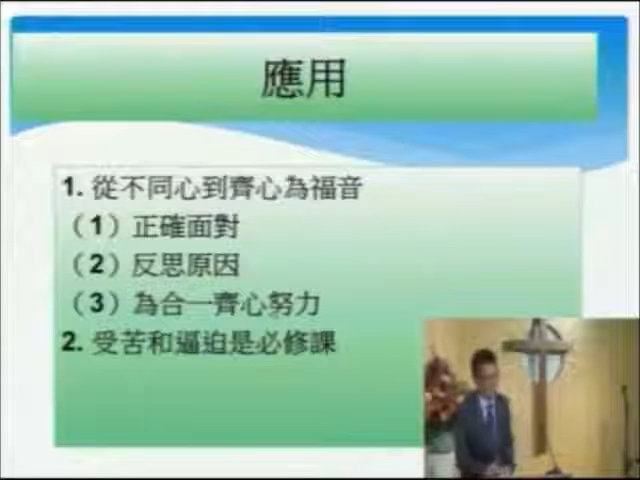 應用
1. 從不同心到齊心為福音
（1）正確面對
（2）反思原因
（3）為合一齊心努力
2. 受苦和逼迫是必修課